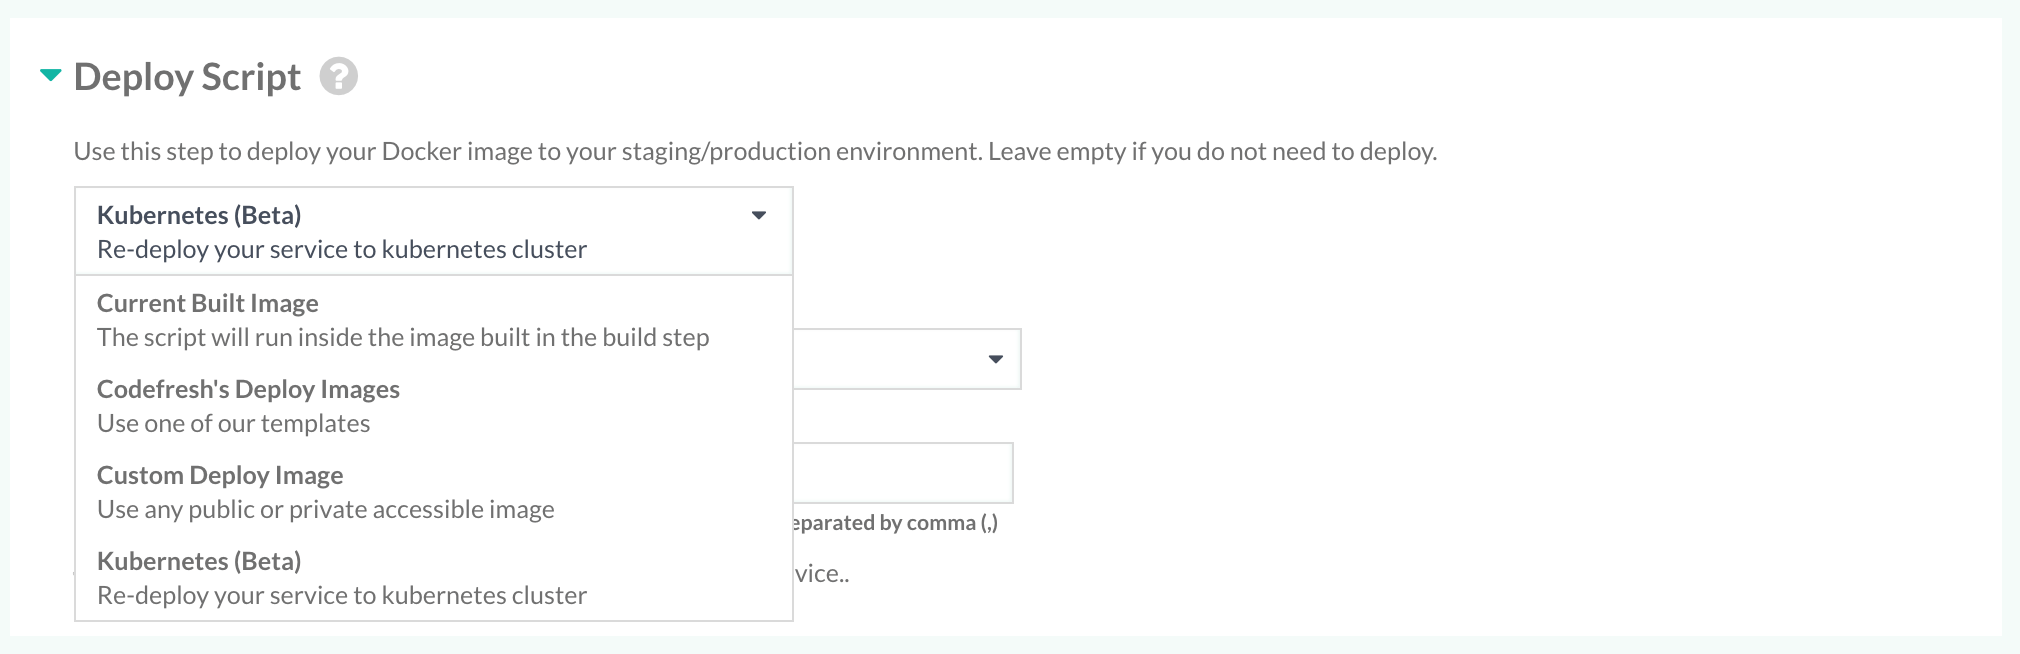 Deploy Script ?
Use this step to deploy your Docker image to your staging/production environment. Leave empty if you do not need to deploy.
Kubernetes (Beta)
Re-deploy your service to kubernetes cluster
Current Built Image
The script will run inside the image built in the build step
Codefresh's Deploy Images
Use one of our templates
Custom Deploy Image
Use any public or private accessible image
eparated by comma (,)
Kubernetes (Beta)
vice..
Re-deploy your service to kubernetes cluster